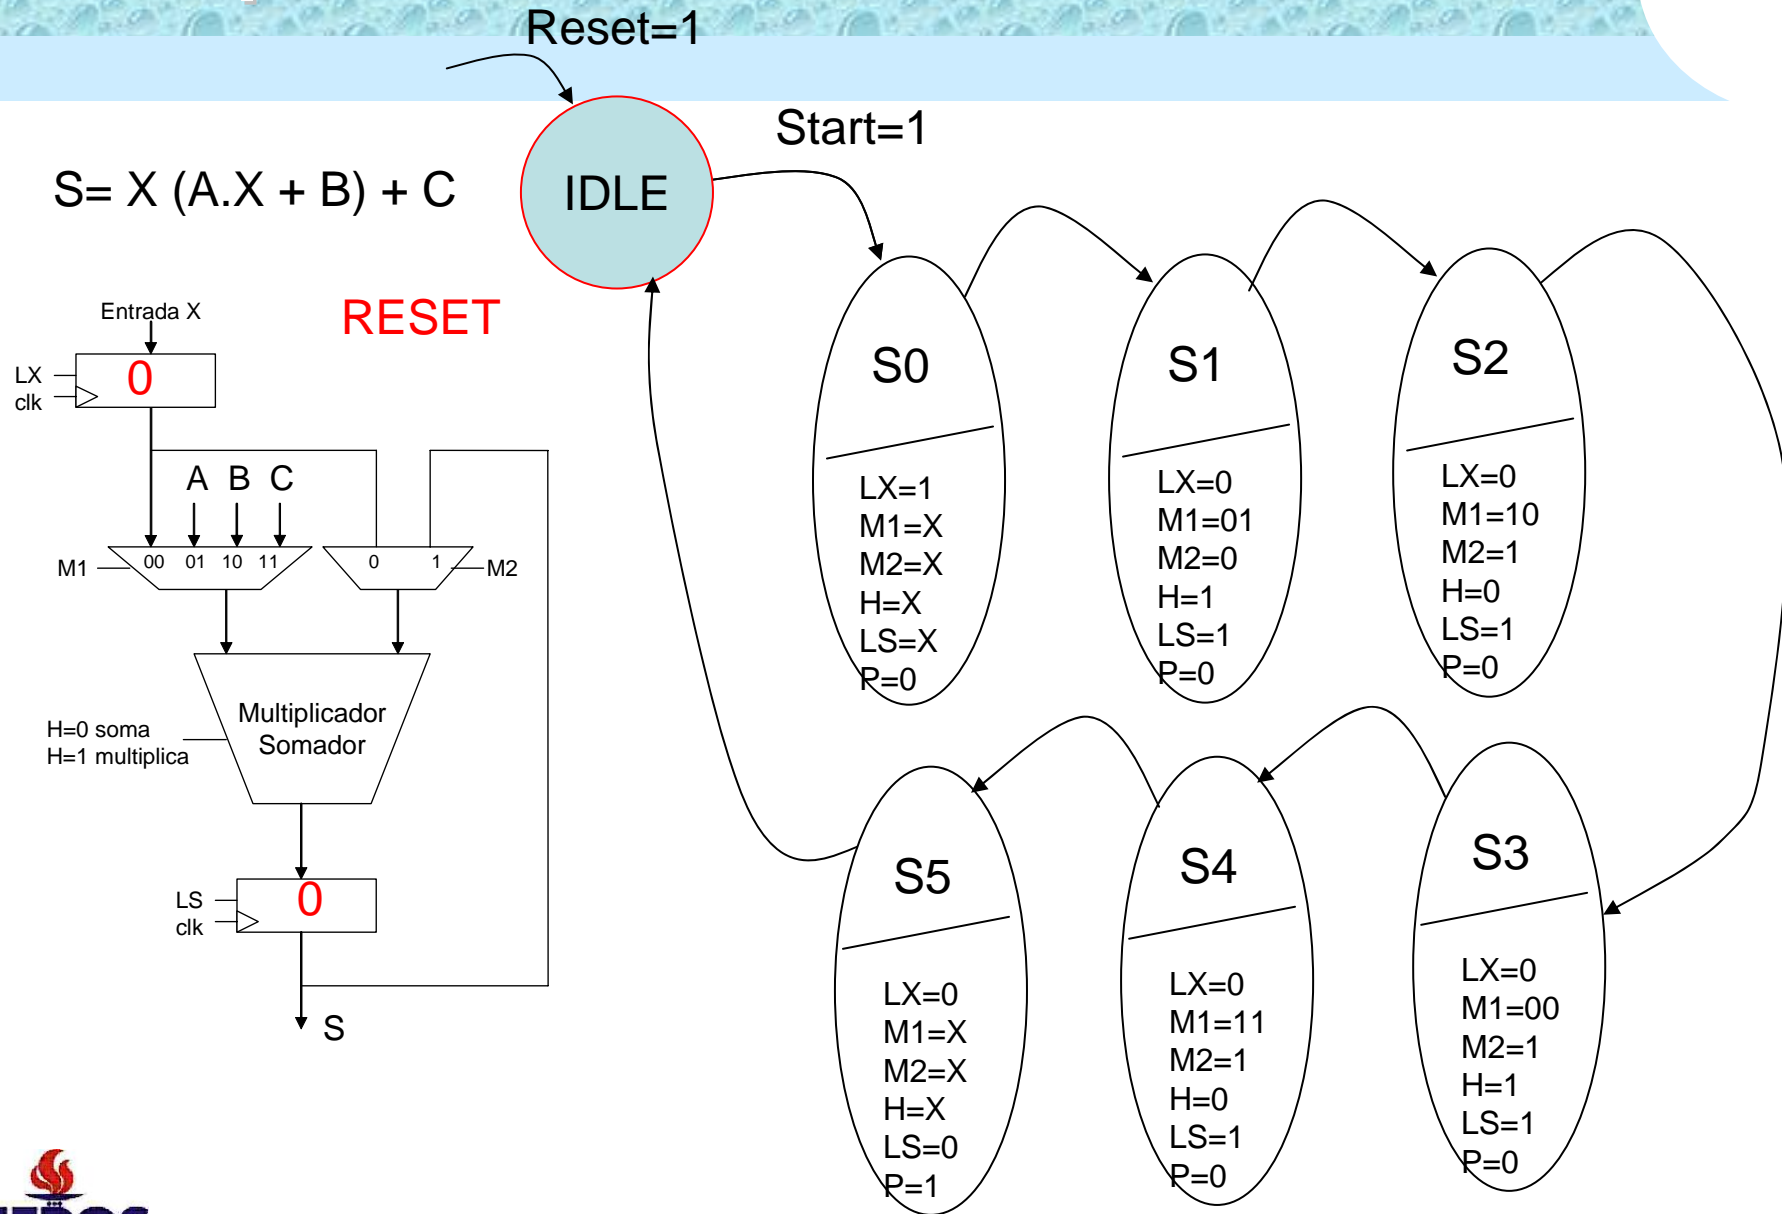 Reset=1
Start=1
S= X (A.X + B) + C
IDLE
RESET
Entrada X
LX
clk
0
A B C
M1
00 01 10 11
0 1
M2
Multiplicador
Somador
H=0 soma
H=1 multiplica
LS
clk
0
S
S0
LX=1
M1=X
M2=X
H=X
LS=X
P=0
S1
LX=0
M1=01
M2=0
H=1
LS=1
P=0
S2
LX=0
M1=10
M2=1
H=0
LS=1
P=0
S5
LX=0
M1=X
M2=X
H=X
LS=0
P=1
S4
LX=0
M1=11
M2=1
H=0
LS=1
P=0
S3
LX=0
M1=00
M2=1
H=1
LS=1
P=0